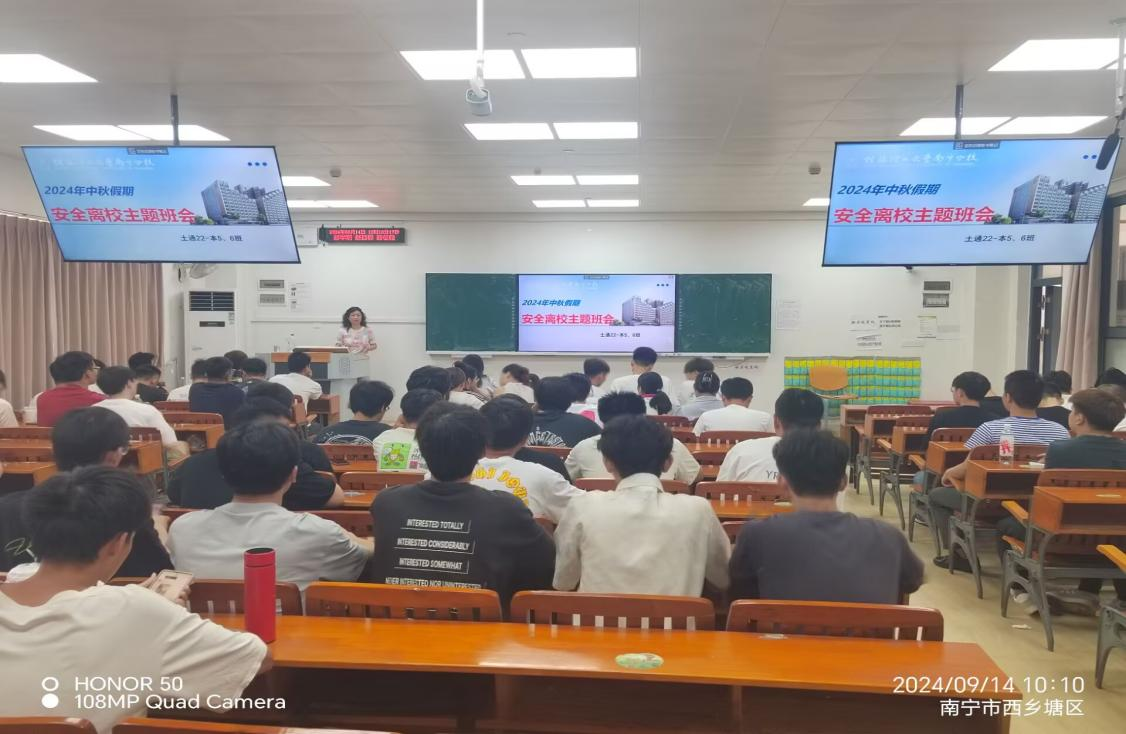 2024年中秋假期
安全离校主题班会
土通22-本5、6班
2024年中秋假期
安全离校主题班会
土通22-本5、6班
2024年中秋假期
安全离校主题班会
土通22-本5、6班
INTERESTED TOTALLY
INTERESTED CONSIDERABLY
INTERESTED SOMEWHAT
NEVER INTERESTED NOR UNINTERESTED
HONOR 50
108MP Quad Camera
2024/09/14 10:10
南宁市西乡塘区